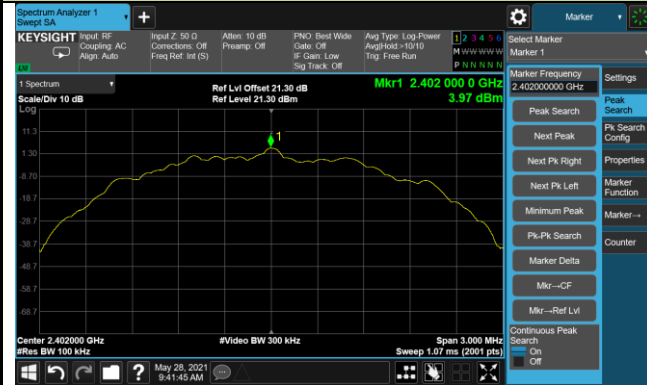 Spectrum Analyzer 1
Swept SA
Marker
KEYSIGHT
Input: RF
Coupling: AC
Align: Auto
Input Z: 50 Ω
Corrections: Off
Freq Ref: Int (S)
Atten: 10 dB
Preamp: Off
PNO: Best Wide
Gate: Off
IF Gain: Low
Sig Track: Off
Avg Type: Log-Power
Avg|Hold:>10/10
Trig: Free Run
1 2 3 4 5 6
M W W W W W
P N N N N N
Select Marker
Marker 1
1 Spectrum
Scale/Div 10 dB
Log
Ref Lvl Offset 21.30 dB
Ref Level 21.30 dBm
Mkr1 2.402 000 0 GHz
3.97 dBm
11.3
1.30
-8.70
-18.7
-28.7
-38.7
-48.7
-58.7
-68.7
1
Center 2.402000 GHz
#Res BW 100 kHz
#Video BW 300 kHz
Span 3.000 MHz
Sweep 1.07 ms (2001 pts)
Marker Frequency
2.402000000 GHz
Peak Search
Next Peak
Next Pk Right
Next Pk Left
Minimum Peak
Pk-Pk Search
Marker Delta
Mkr→CF
Mkr→Ref Lvl
Continuous Peak
Search
On
Off
Settings
Peak
Search
Pk Search
Config
Properties
Marker
Function
Marker→
Counter
May 28, 2021
9:41:45 AM